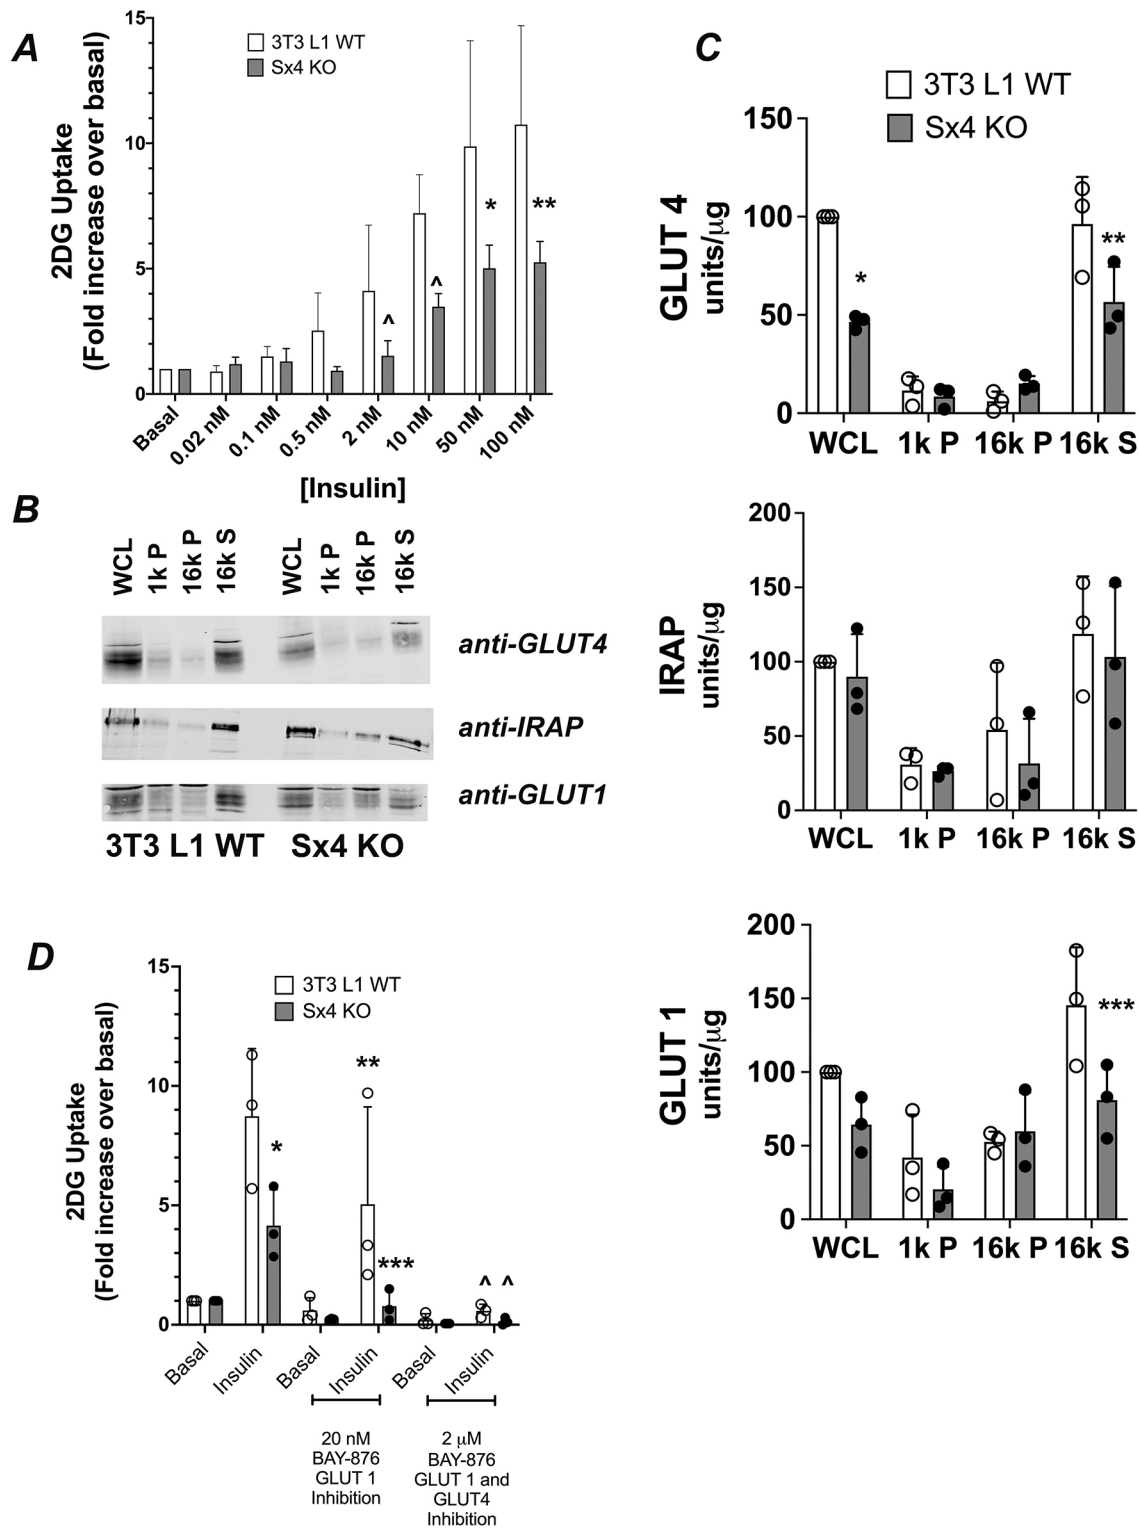 A
2DG Uptake
(Fold increase over basal)
15
10
5
0
3T3 L1 WT
Sx4 KO
^
^
*
**
Basal
0.02 nM
0.1 nM
0.5 nM
2 nM
10 nM
50 nM
100 nM
[Insulin]
B
WCL
1k P
16k P
16k S
WCL
1k P
16k P
16k S
anti-GLUT4
anti-IRAP
anti-GLUT1
3T3 L1 WT
Sx4 KO
C
3T3 L1 WT
Sx4 KO
GLUT 4
units/μg
150
100
50
0
*
**
WCL
1k P
16k P
16k S
IRAP
units/μg
200
150
100
50
0
WCL
1k P
16k P
16k S
GLUT 1
units/μg
200
150
100
50
0
***
WCL
1k P
16k P
16k S
D
2DG Uptake
(Fold increase over basal)
15
10
5
0
3T3 L1 WT
Sx4 KO
*
**
***
^
^
Basal
Insulin
Basal
Insulin
Basal
Insulin
20 nM
BAY-876
GLUT 1
Inhibition
2 μM
BAY-876
GLUT 1 and
GLUT4
Inhibition